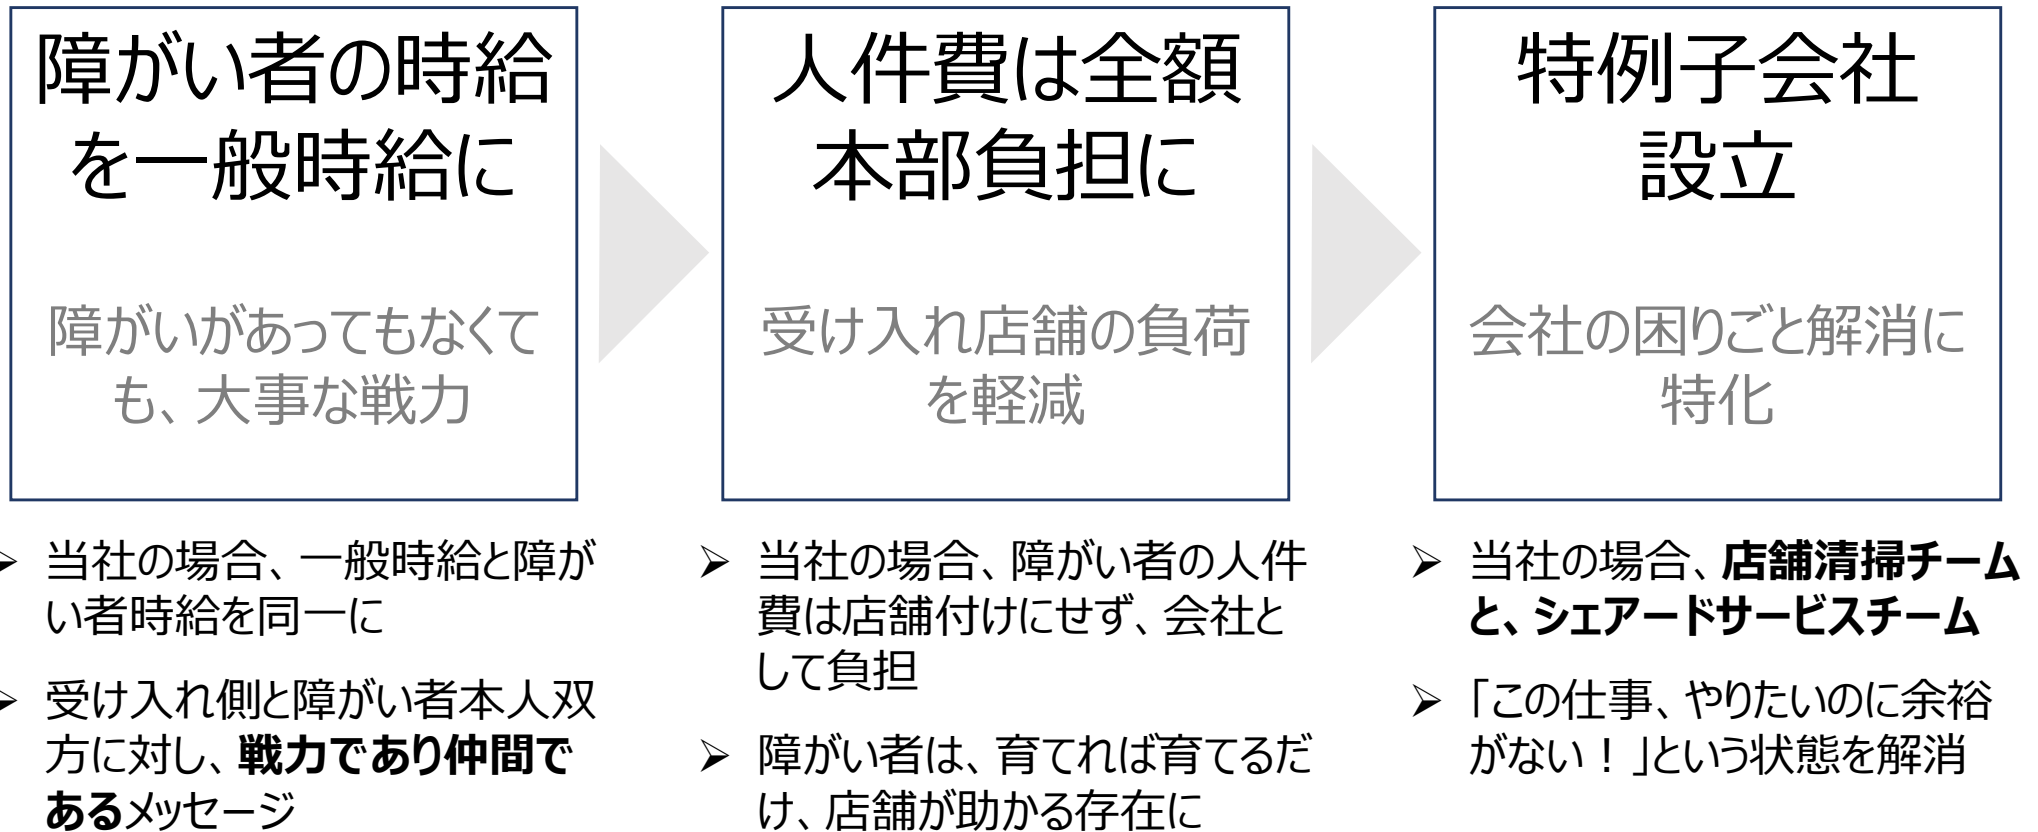 障がい者の時給
を一般時給に
障がいがあってもなくて
も、大事な戦力
➢ 当社の場合、一般時給と障が
い者時給を同一に
➢ 受け入れ側と障がい者本人双
方に対し、戦力であり仲間で
あるメッセージ
人件費は全額
本部負担に
受け入れ店舗の負荷
を軽減
➢ 当社の場合、障がい者の人件
費は店舗付けにせず、会社と
して負担
➢ 障がい者は、育てれば育てるだ
け、店舗が助かる存在に
特例子会社
設立
会社の困りごと解消に
特化
➢ 当社の場合、店舗清掃チーム
と、シェアードサービスチーム
➢ 「この仕事、やりたいのに余裕
がない！」という状態を解消